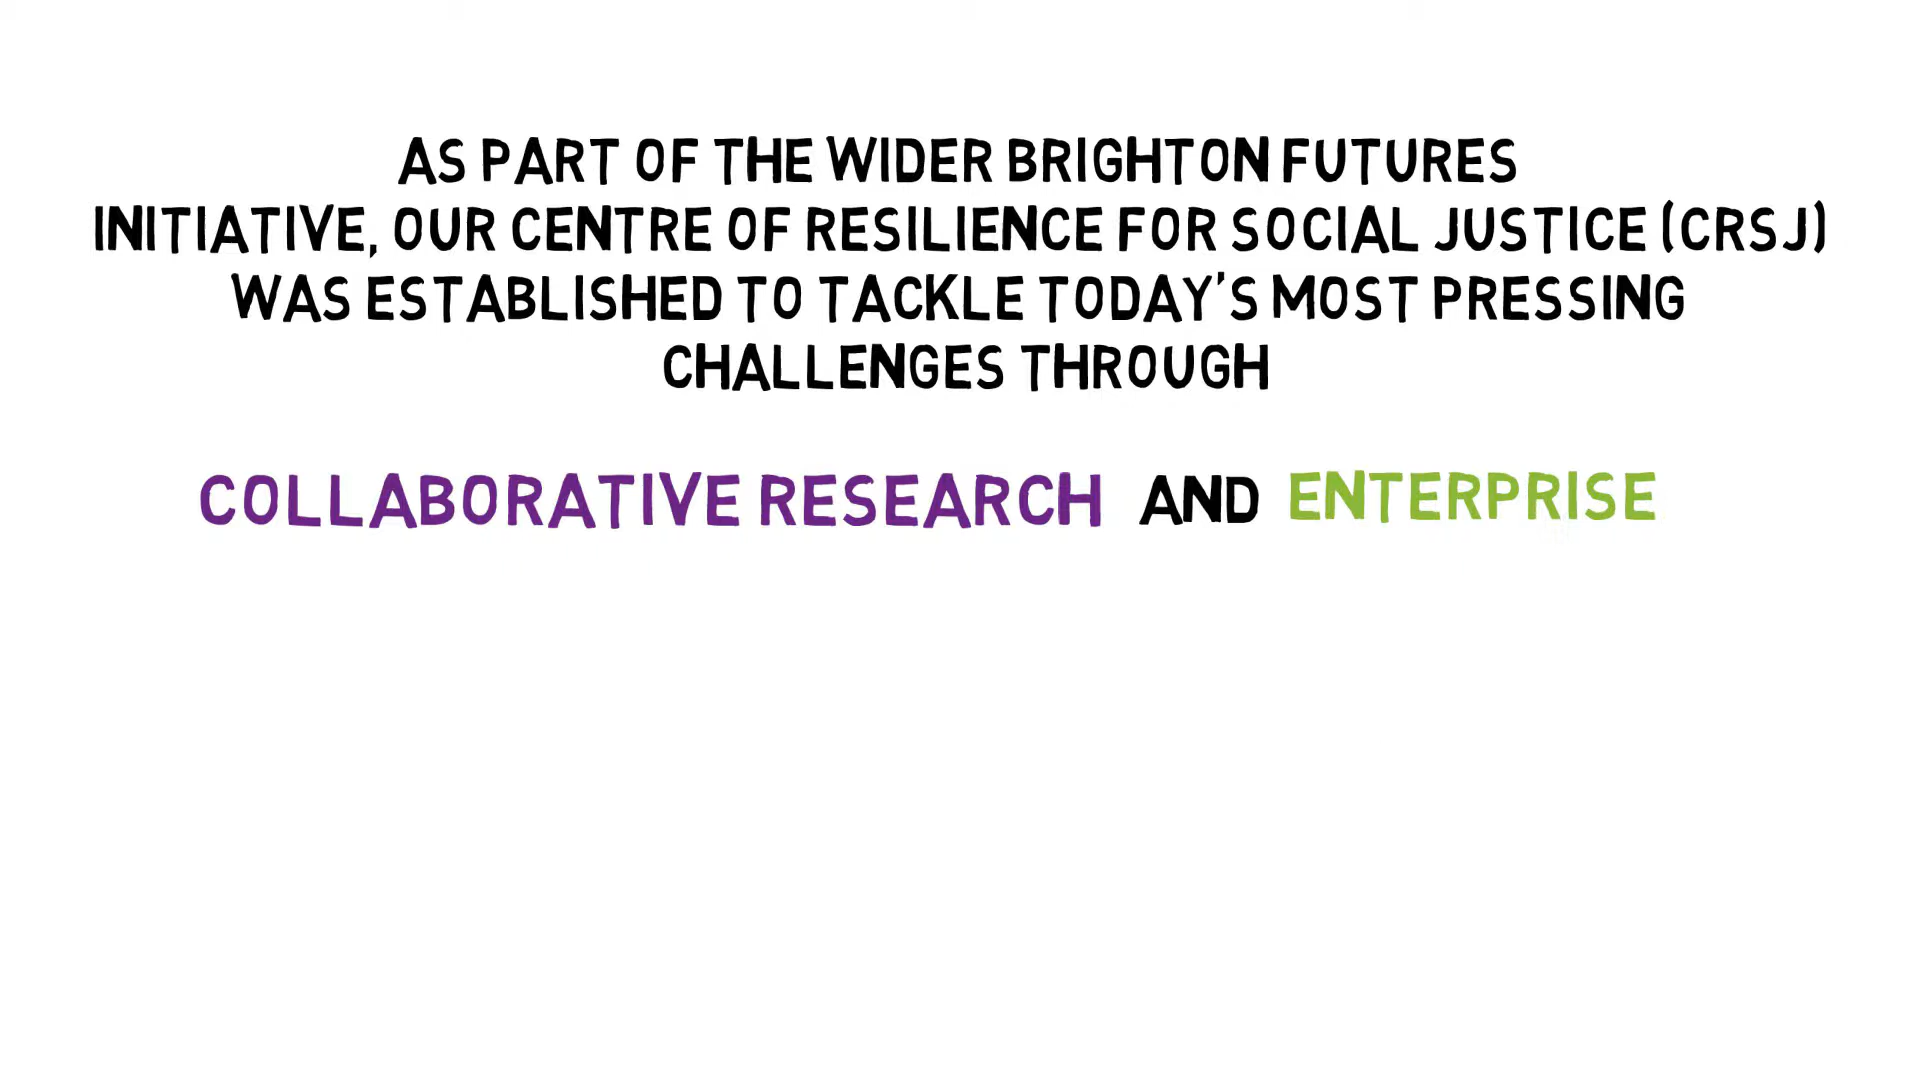 AS PART OF THE WIDER BRIGHTON FUTURES
INITIATIVE, OUR CENTRE OF RESILIENCE FOR SOCIAL JUSTICE (CRSJ)
WAS ESTABLISHED TO TACKLE TODAY'S MOST PRESSING
CHALLENGES THROUGH
COLLABORATIVE RESEARCH AND ENTERPRISE